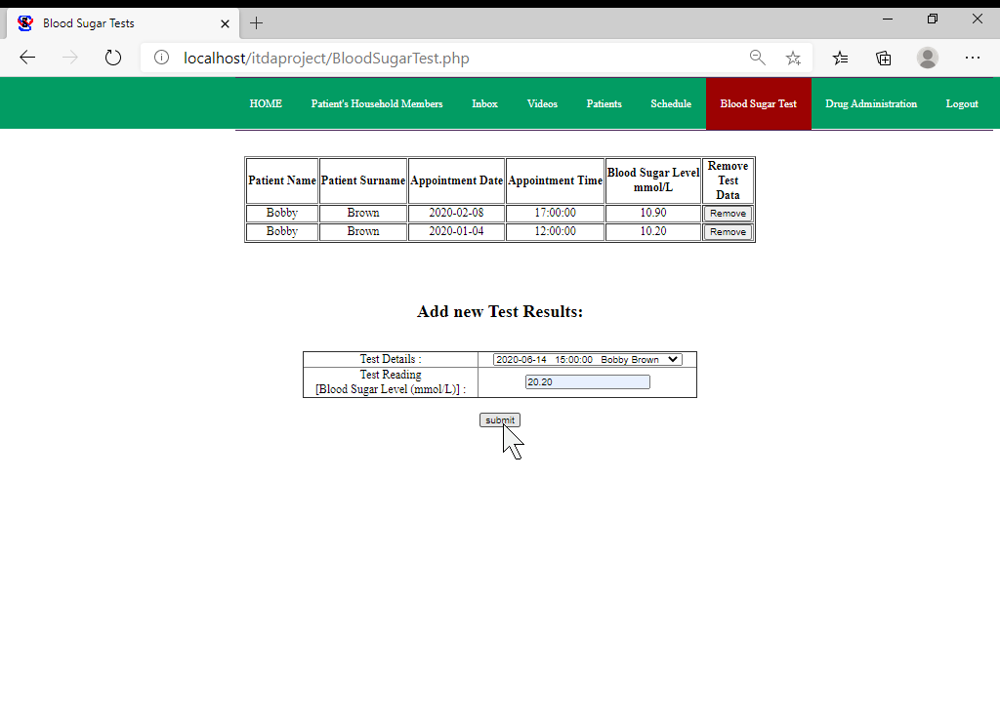 Blood Sugar Tests
localhost/itdaproject/BloodSugarTest.php
HOME Patient's Household Members Inbox Videos Patients Schedule Blood Sugar Test Drug Administration Logout
Patient Name Patient Surname Appointment Date Appointment Time Blood Sugar Level mmol/L Remove Test Data
Bobby Brown 2020-02-08 17:00:00 10.90 Remove
Bobby Brown 2020-01-04 12:00:00 10.20 Remove
Add new Test Results:
Test Details : 2020-06-14 15:00:00 Bobby Brown
Test Reading
[Blood Sugar Level (mmol/L)] : 20.20
submit